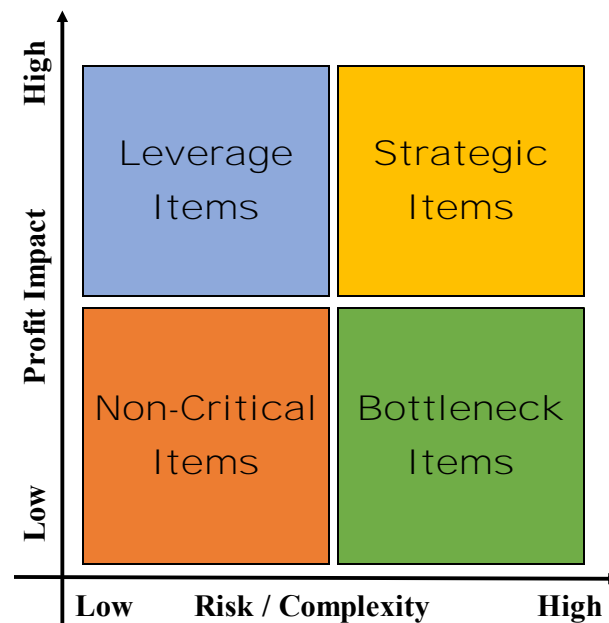 High
Profit Impact
Low
Leverage
Items
Strategic
Items
Non-Critical
Items
Bottleneck
Items
Low
Risk / Complexity
High